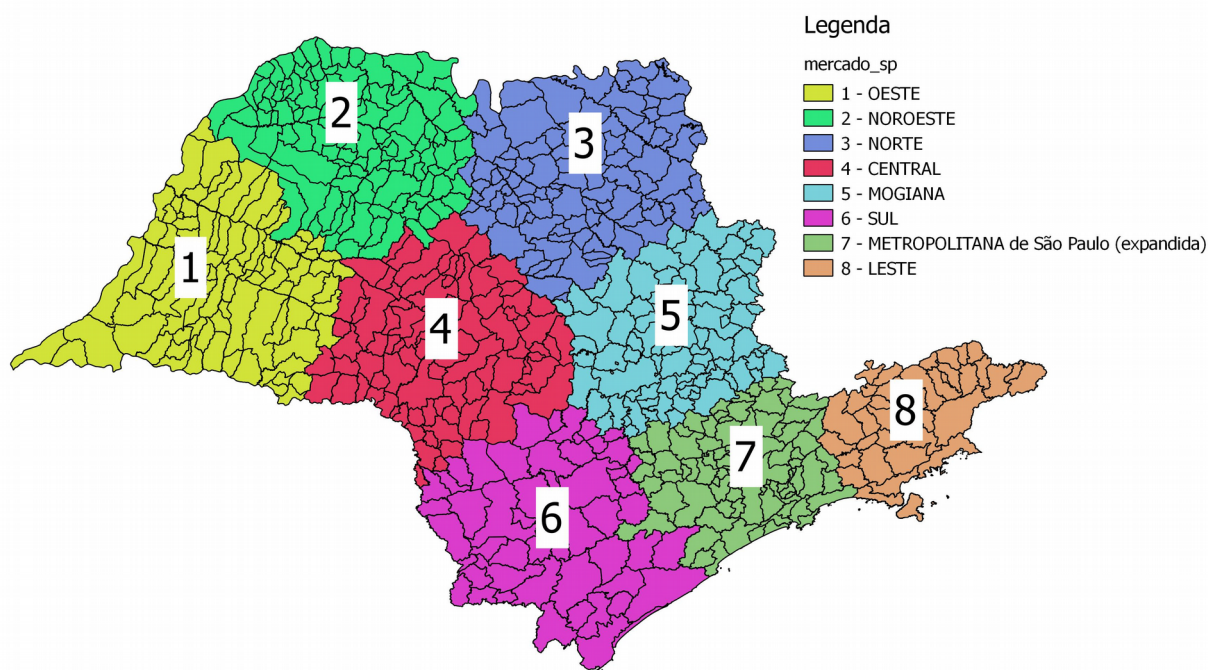 Legenda
mercado_sp
1 - OESTE
2 - NOROESTE
3 - NORTE
4 - CENTRAL
5 - MOGIANA
6 - SUL
7 - METROPOLITANA de São Paulo (expandida)
8 - LESTE
2
3
1
4
5
8
7
6